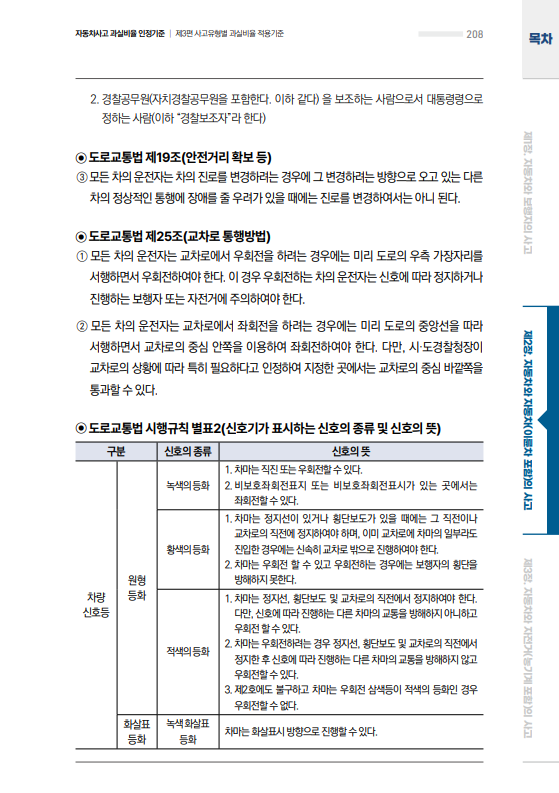 자동차사고 과실비율 인정기준 | 제3편 사고유형별 과실비율 적용기준
208
목차
2. 경찰공무원(자치경찰공무원을 포함한다. 이하 같다) 을 보조하는 사람으로서 대통령령으로
정하는 사람(이하 “경찰보조자”라 한다)
◉ 도로교통법 제19조(안전거리 확보 등)
③ 모든 차의 운전자는 차의 진로를 변경하려는 경우에 그 변경하려는 방향으로 오고 있는 다른
차의 정상적인 통행에 장애를 줄 우려가 있을 때에는 진로를 변경하여서는 아니 된다.
◉ 도로교통법 제25조(교차로 통행방법)
① 모든 차의 운전자는 교차로에서 우회전을 하려는 경우에는 미리 도로의 우측 가장자리를
서행하면서 우회전하여야 한다. 이 경우 우회전하는 차의 운전자는 신호에 따라 정지하거나
진행하는 보행자 또는 자전거에 주의하여야 한다.
② 모든 차의 운전자는 교차로에서 좌회전을 하려는 경우에는 미리 도로의 중앙선을 따라
서행하면서 교차로의 중심 안쪽을 이용하여 좌회전하여야 한다. 다만, 시·도경찰청장이
교차로의 상황에 따라 특히 필요하다고 인정하여 지정한 곳에서는 교차로의 중심 바깥쪽을
통과할 수 있다.
◉ 도로교통법 시행규칙 별표2(신호기가 표시하는 신호의 종류 및 신호의 뜻)
구분 신호의 종류 신호의 뜻
차량
신호등
원형
등화
녹색의 등화
1. 차마는 직진 또는 우회전할 수 있다.
2. 비보호좌회전표지 또는 비보호좌회전표시가 있는 곳에서는
좌회전할 수 있다.
황색의 등화
1. 차마는 정지선이 있거나 횡단보도가 있을 때에는 그 직전이나
교차로의 직전에 정지하여야 하며, 이미 교차로에 차마의 일부라도
진입한 경우에는 신속히 교차로 밖으로 진행하여야 한다.
2. 차마는 우회전 할 수 있고 우회전하는 경우에는 보행자의 횡단을
방해하지 못한다.
적색의 등화
1. 차마는 정지선, 횡단보도 및 교차로의 직전에서 정지하여야 한다.
다만, 신호에 따라 진행하는 다른 차마의 교통을 방해하지 아니하고
우회전 할 수 있다.
2. 차마는 우회전하려는 경우 정지선, 횡단보도 및 교차로의 직전에서
정지한 후 신호에 따라 진행하는 다른 차마의 교통을 방해하지 않고
우회전할 수 있다.
3. 제2호에도 불구하고 차마는 우회전 삼색등이 적색의 등화인 경우
우회전할 수 없다.
화살표
등화
녹색 화살표
등화
차마는 화살표시 방향으로 진행할 수 있다.
제1장. 자동차와 보행자의 사고
제2장. 자동차와 자동차(이륜차 포함)의 사고
제3장. 자동차와 자전거(농기계 포함)의 사고